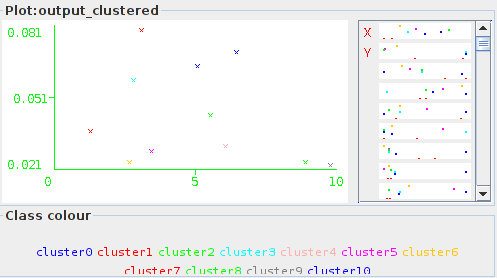 Plot:output_clustered
0.081
X
Y
0.051
0.021
0 5 10
Class colour
cluster0 cluster1 cluster2 cluster3 cluster4 cluster5 cluster6
cluster7 cluster8 cluster9 cluster10